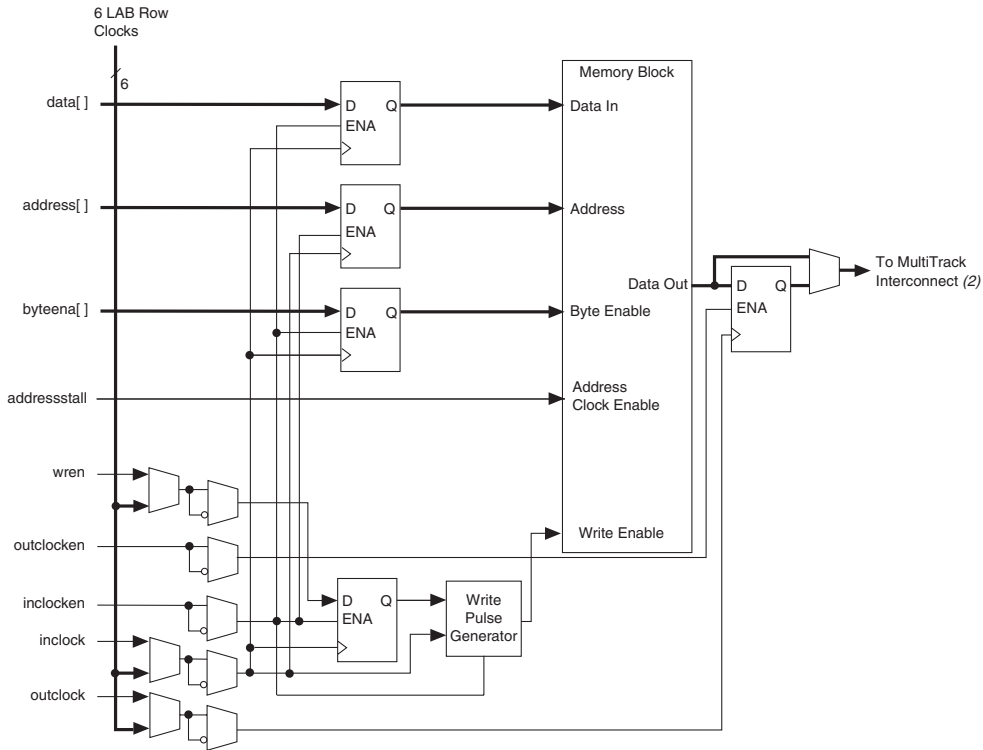 6 LAB Row
Clocks
6
data[ ]
D Q
ENA
Memory Block
Data In
address[ ]
D Q
ENA
Address
To MultiTrack
Interconnect (2)
Data Out
D Q
ENA
byteena[ ]
D Q
ENA
Byte Enable
addressstall
Address
Clock Enable
wren
Write Enable
outclocken
inclocken
D Q
ENA
Write
Pulse
Generator
inclock
outclock